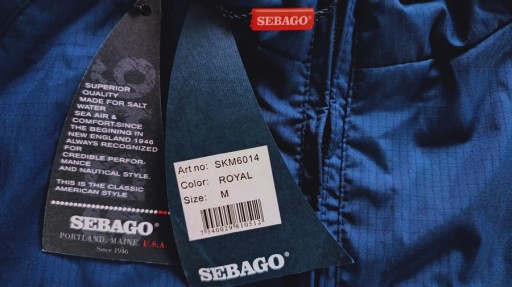 SEBAGO
SUPERIOR
QUALITY
MADE FOR SALT
WATER
SEA AIR &
COMFORT.SINCE
THE BEGINING IN
NEW ENGLAND 1946
ALWAYS RECOGNIZED
FOR
CREDIBLE PERFOR-
MANCE
AND NAUTICAL STYLE.
THIS IS THE CLASSIC
AMERICAN STYLE
SEBAGO®
PORTLAND, MAINE. U.S.A.
Since 1946
Art no: SKM6014
Color: ROYAL
Size: M
SEBAGO®